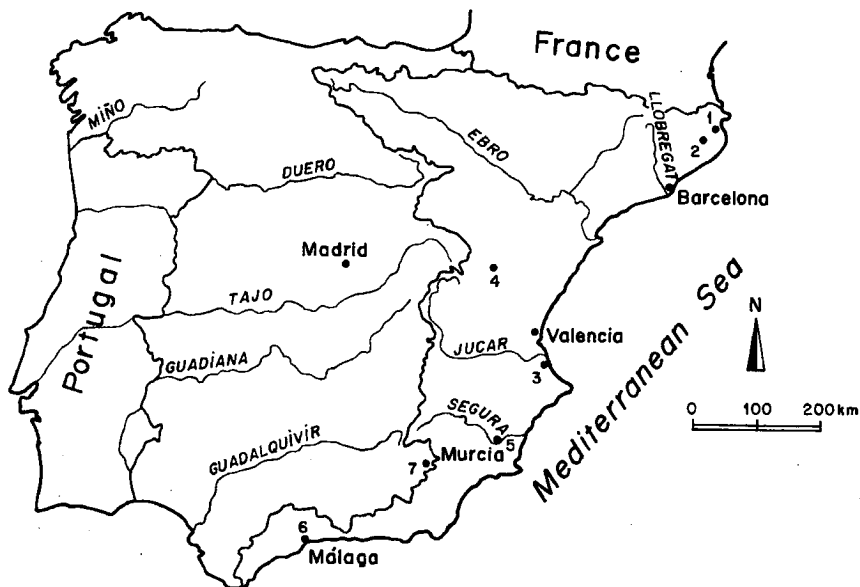 France
MIÑO
EBRO
LLOBREGAT
1
2
DUERO
Barcelona
Madrid
4
Portugal
TAJO
Mediterranean Sea
N
Valencia
JUCAR
3
GUADIANA
0 100 200 km
SEGURA
5
GUADALQUIVIR
Murcia
7
6
Málaga